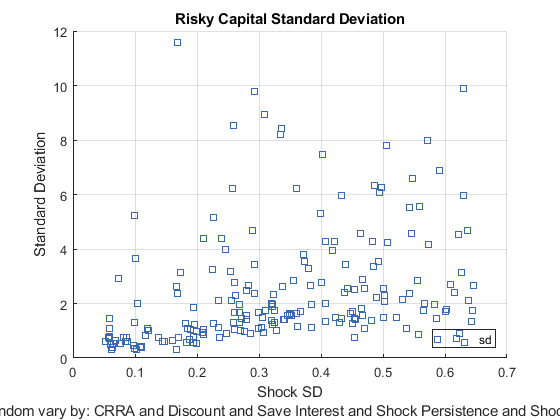 Risky Capital Standard Deviation
12
10
8
6
4
2
0
Standard Deviation
sd
0 0.1 0.2 0.3 0.4 0.5 0.6 0.7
Shock SD
vary by: CRRA and Discount and Save Interest and Shock Persistence and